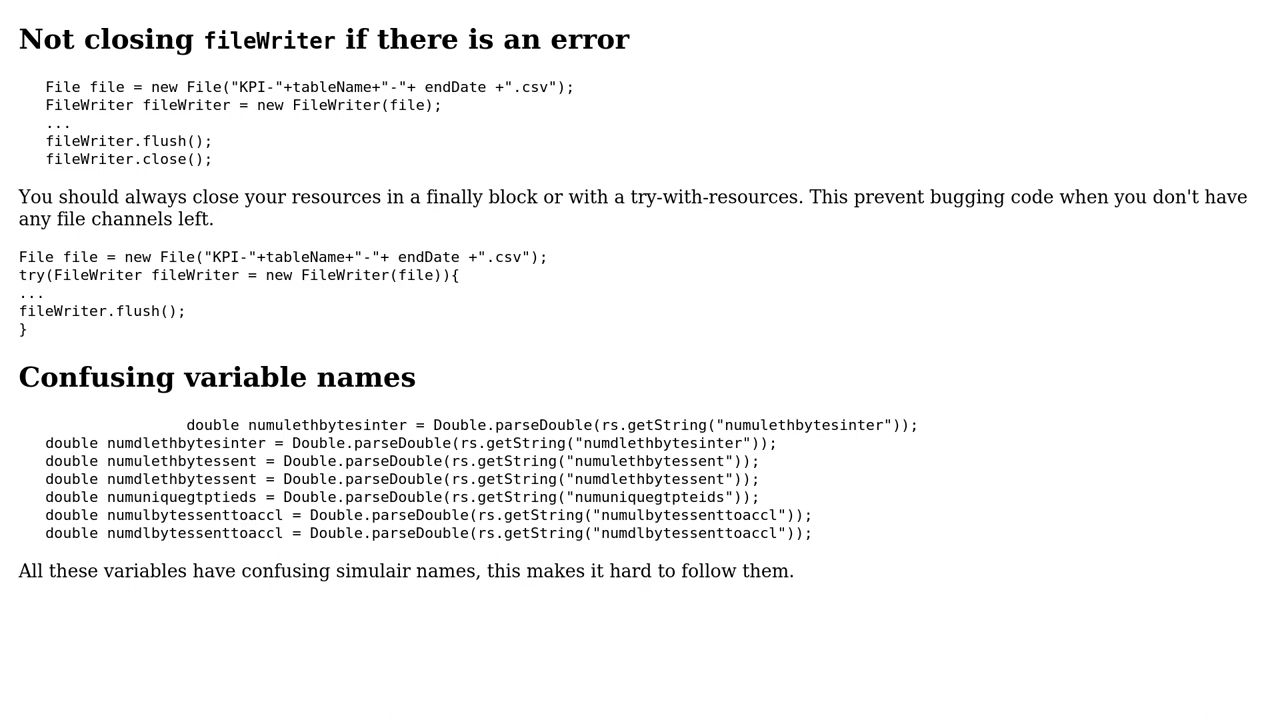 Not closing fileWriter if there is an error
File file = new File("KPI-"+tableName+"-"+ endDate +".csv");
FileWriter fileWriter = new FileWriter(file);
...
fileWriter.flush();
fileWriter.close();
You should always close your resources in a finally block or with a try-with-resources. This prevent bugging code when you don't have
any file channels left.
File file = new File("KPI-"+tableName+"-"+ endDate +".csv");
try(FileWriter fileWriter = new FileWriter(file)){
...
fileWriter.flush();
}
Confusing variable names
double numulethbytesinter = Double.parseDouble(rs.getString("numulethbytesinter"));
double numdlethbytesinter = Double.parseDouble(rs.getString("numdlethbytesinter"));
double numulethbytessent = Double.parseDouble(rs.getString("numulethbytessent"));
double numdlethbytessent = Double.parseDouble(rs.getString("numdlethbytessent"));
double numuniquegtptieds = Double.parseDouble(rs.getString("numuniquegtpteids"));
double numulbytessenttoaccl = Double.parseDouble(rs.getString("numulbytessenttoaccl"));
double numdlbytessenttoaccl = Double.parseDouble(rs.getString("numdlbytessenttoaccl"));
All these variables have confusing simulair names, this makes it hard to follow them.